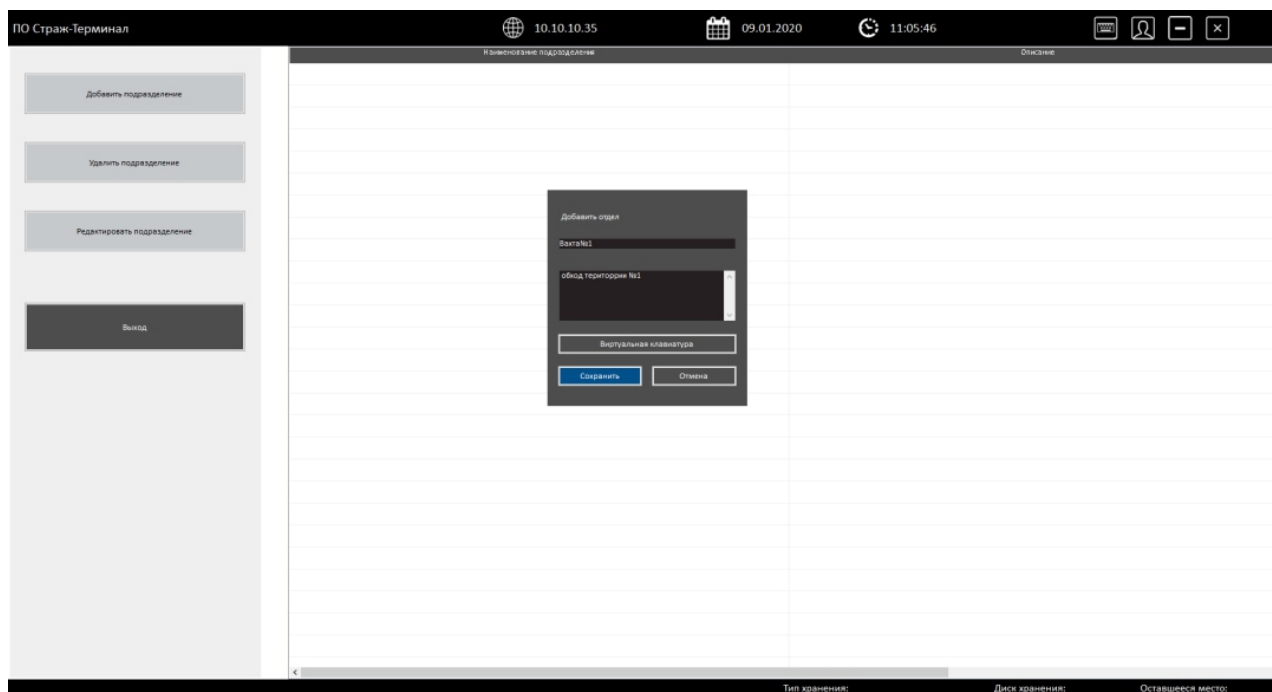 ПО Страж-Терминал
10.10.10.35
09.01.2020
11:05:46
Наименование подразделения
Описание
Добавить подразделение
Удалить подразделение
Редактировать подразделение
Выход
Добавить отдел
Вахта№1
обход територрии №1
Виртуальная клавиатура
Сохранить
Отмена
Тип хранения:
Диск хранения:
Оставшееся место: